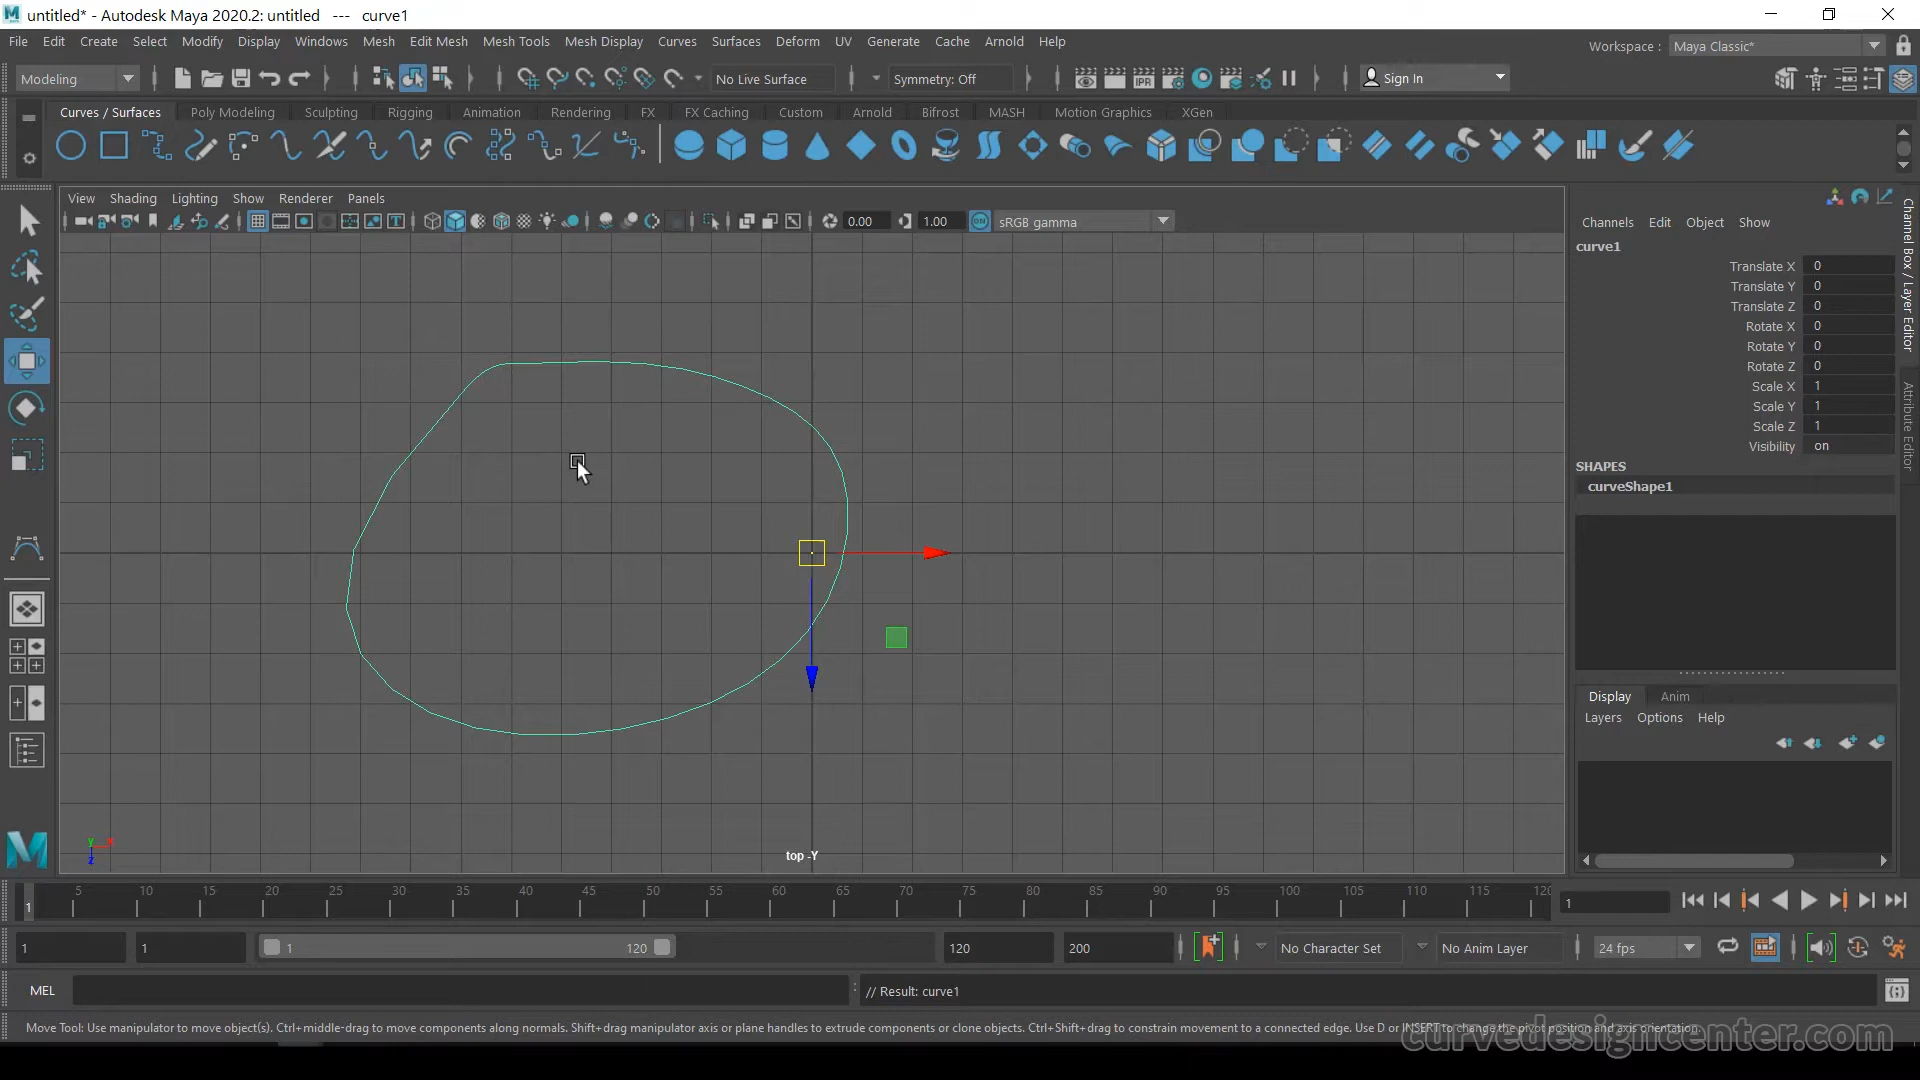 untitled* - Autodesk Maya 2020.2: untitled --- curve1
File Edit Create Select Modify Display Windows Mesh Edit Mesh Mesh Tools Mesh Display Curves Surfaces Deform UV Generate Cache Arnold Help
Workspace : Maya Classic*
Modeling No Live Surface Symmetry: Off IPR Sign In
Curves / Surfaces Poly Modeling Sculpting Rigging Animation Rendering FX FX Caching Custom Arnold Bifrost MASH Motion Graphics XGen
View Shading Lighting Show Renderer Panels
0.00 1.00 ON sRGB gamma
Channels Edit Object Show
curve1
Translate X 0
Translate Y 0
Translate Z 0
Rotate X 0
Rotate Y 0
Rotate Z 0
Scale X 1
Scale Y 1
Scale Z 1
Visibility on
SHAPES
curveShape1
Channel Box / Layer Editor
Attribute Editor
Display Anim
Layers Options Help
y x
z
top -Y
5 10 15 20 25 30 35 40 45 50 55 60 65 70 75 80 85 90 95 100 105 110 115 120
1 1
1 1 1 120 120 200 No Character Set No Anim Layer 24 fps
MEL // Result: curve1
Move Tool: Use manipulator to move object(s). Ctrl+middle-drag to move components along normals. Shift+drag manipulator axis or plane handles to extrude components or clone objects. Ctrl+Shift+drag to constrain movement to a connected edge. Use D or INSERT to change the pivot position and axis orientation.
curvedesigncenter.com